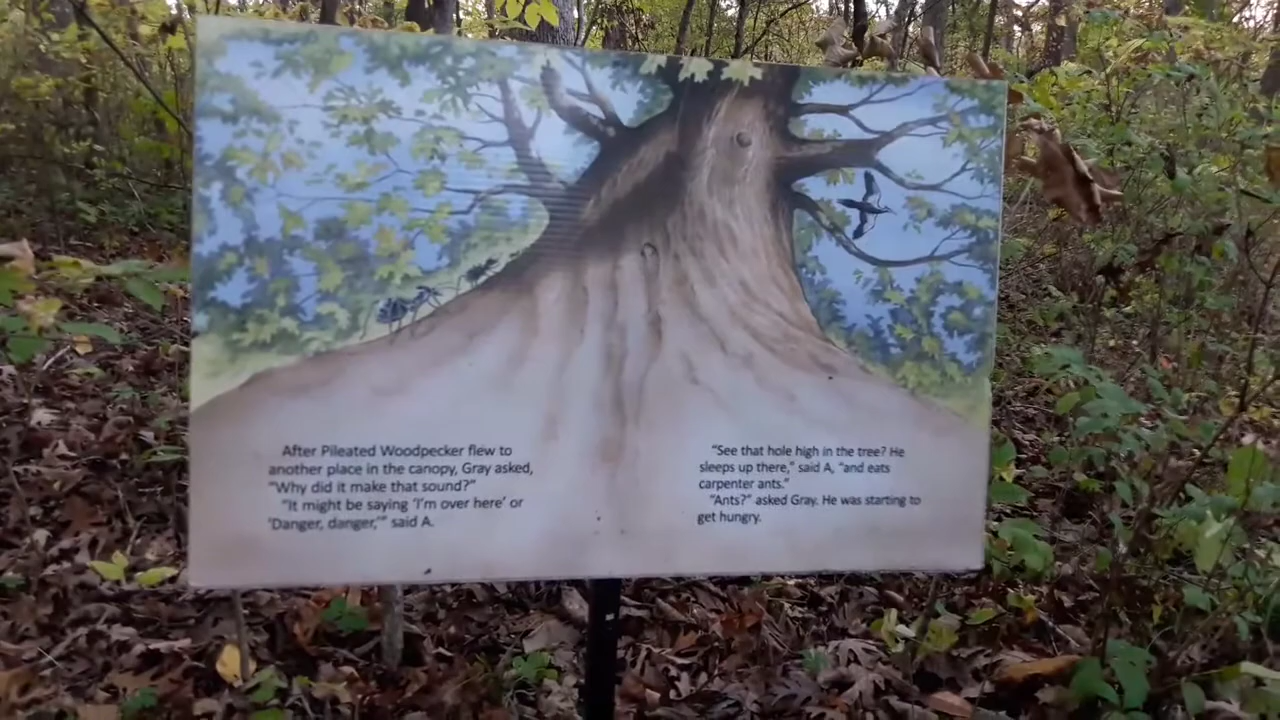 After Pileated Woodpecker flew to
another place in the canopy, Gray asked,
“Why did it make that sound?”
“It might be saying ‘I’m over here’ or
‘Danger, danger,’” said A.
“See that hole high in the tree? He
sleeps up there,” said A, “and eats
carpenter ants.”
“Ants?” asked Gray. He was starting to
get hungry.